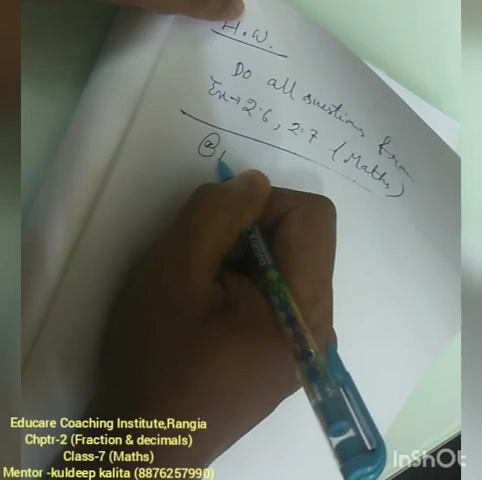 H.W.
Do all questions from
Ex→ 2.6, 2.7 (Maths)
Educare Coaching Institute,Rangia
Chptr-2 (Fraction & decimals)
Class-7 (Maths)
Mentor -kuldeep kalita (8876257990)
InShOt